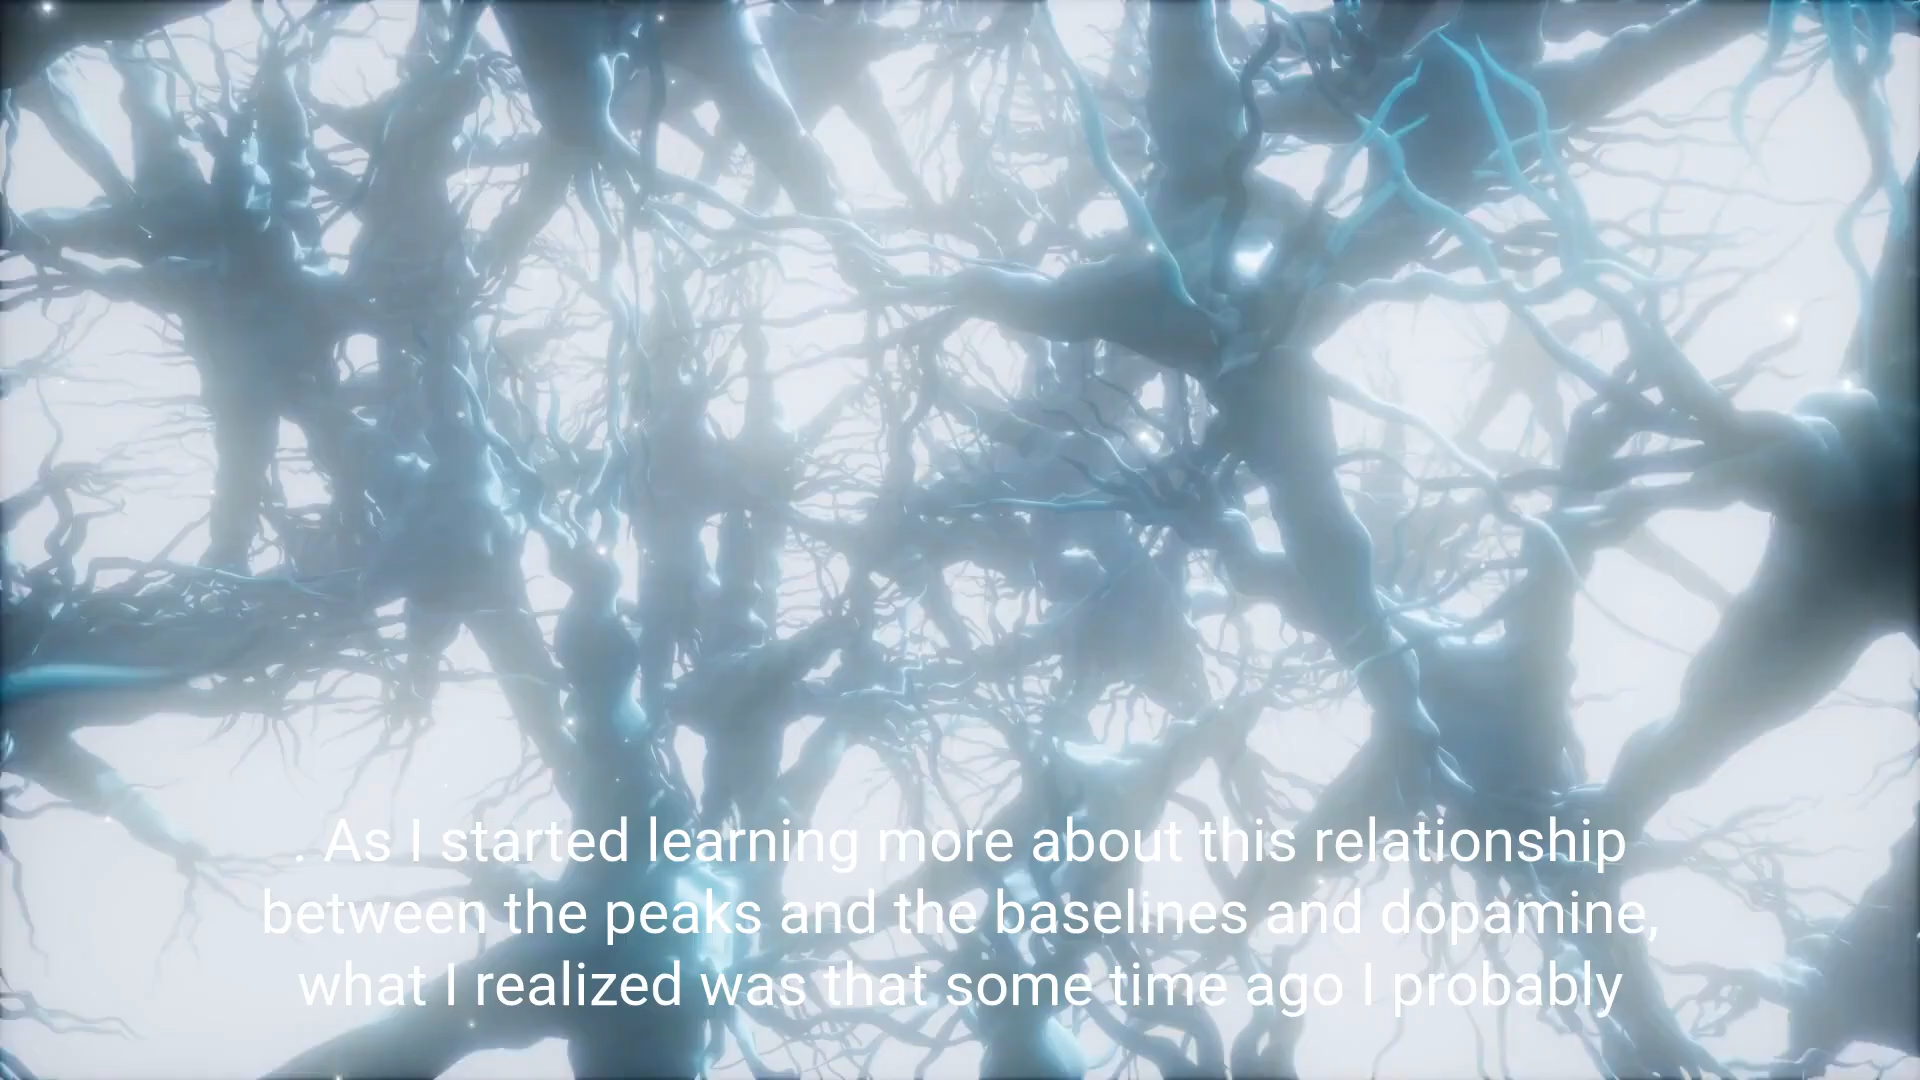 . As I started learning more about this relationship
between the peaks and the baselines and dopamine,
what I realized was that some time ago I probably